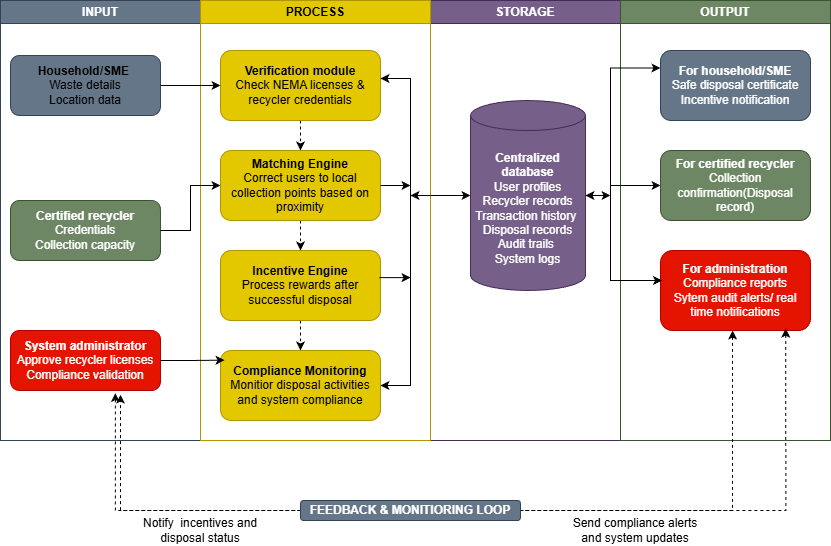 INPUT
PROCESS
STORAGE
OUTPUT
Household/SME
Waste details
Location data
Certified recycler
Credentials
Collection capacity
System administrator
Approve recycler licenses
Compliance validation
Verification module
Check NEMA licenses &
recycler credentials
Matching Engine
Correct users to local
collection points based on
proximity
Incentive Engine
Process rewards after
successful disposal
Compliance Monitoring
Monitior disposal activities
and system compliance
Centralized
database
User profiles
Recycler records
Transaction history
Disposal records
Audit trails
System logs
For household/SME
Safe disposal certificate
Incentive notification
For certified recycler
Collection
confirmation(Disposal
record)
For administration
Compliance reports
Sytem audit alerts/ real
time notifications
FEEDBACK & MONITIORING LOOP
Notify  incentives and
disposal status
Send compliance alerts
and system updates